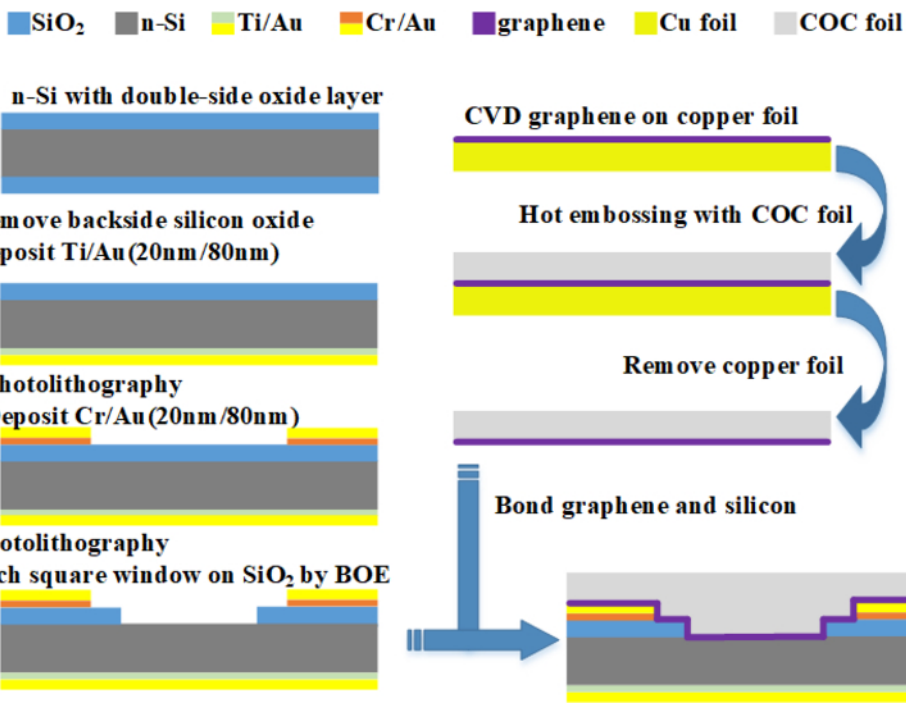 SiO₂ n-Si Ti/Au Cr/Au graphene Cu foil COC foil
n-Si with double-side oxide layer
move backside silicon oxide
posit Ti/Au(20nm/80nm)
hotolithography
eposit Cr/Au(20nm/80nm)
otolithography
ch square window on SiO₂ by BOE
CVD graphene on copper foil
Hot embossing with COC foil
Remove copper foil
Bond graphene and silicon